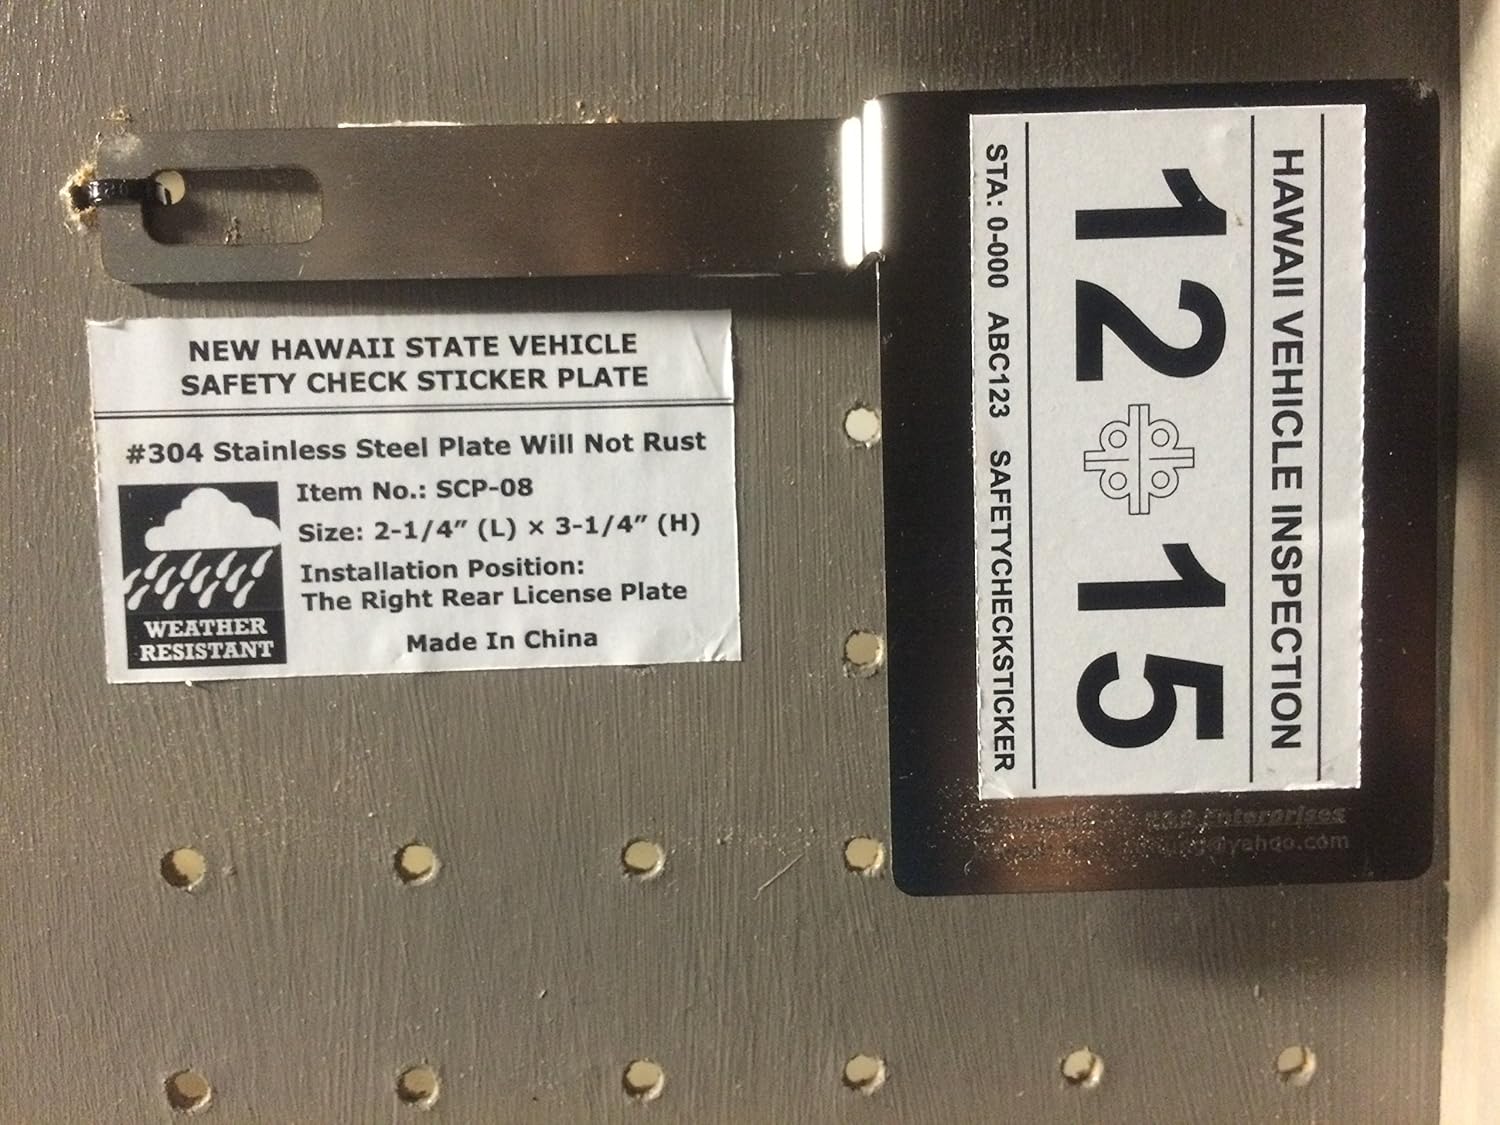 NEW HAWAII STATE VEHICLE
SAFETY CHECK STICKER PLATE
#304 Stainless Steel Plate Will Not Rust
Item No.: SCP-08
Size: 2-1/4″ (L) × 3-1/4″ (H)
Installation Position:
The Right Rear License Plate
Made In China
WEATHER
RESISTANT
HAWAII VEHICLE INSPECTION
12 15
STA: 0-000 ABC123 SAFETYCHECKSTICKER
Enterprises